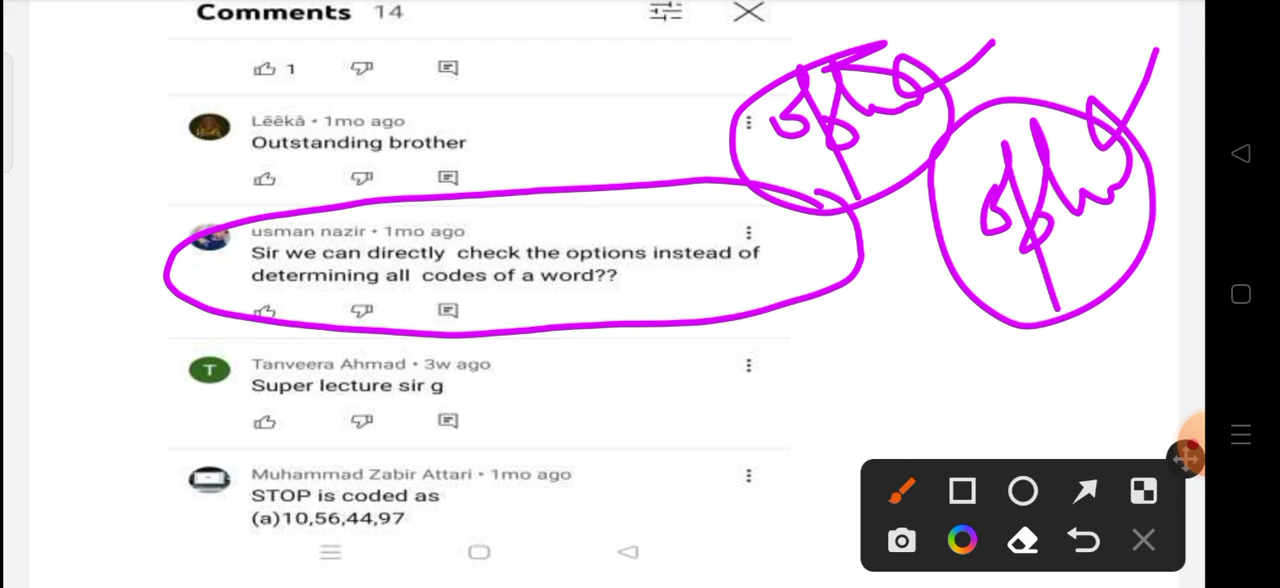 Comments 14
1
Lēēkâ • 1mo ago
Outstanding brother
usman nazir • 1mo ago
Sir we can directly check the options instead of
determining all codes of a word??
T
Tanveera Ahmad • 3w ago
Super lecture sir g
Muhammad Zabir Attari • 1mo ago
STOP is coded as
(a)10,56,44,97